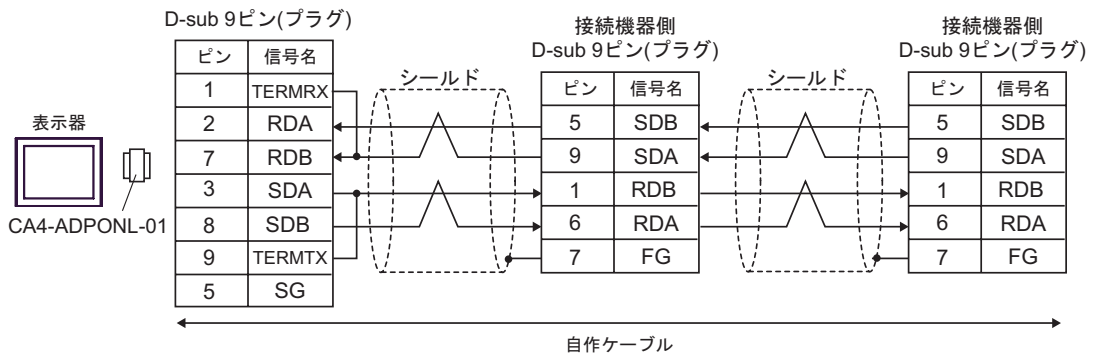 D-sub 9ピン(プラグ)
ピン 信号名
1 TERMRX
2 RDA
7 RDB
3 SDA
8 SDB
9 TERMTX
5 SG
表示器
CA4-ADPONL-01
シールド
接続機器側
D-sub 9ピン(プラグ)
ピン 信号名
5 SDB
9 SDA
1 RDB
6 RDA
7 FG
シールド
接続機器側
D-sub 9ピン(プラグ)
ピン 信号名
5 SDB
9 SDA
1 RDB
6 RDA
7 FG
自作ケーブル